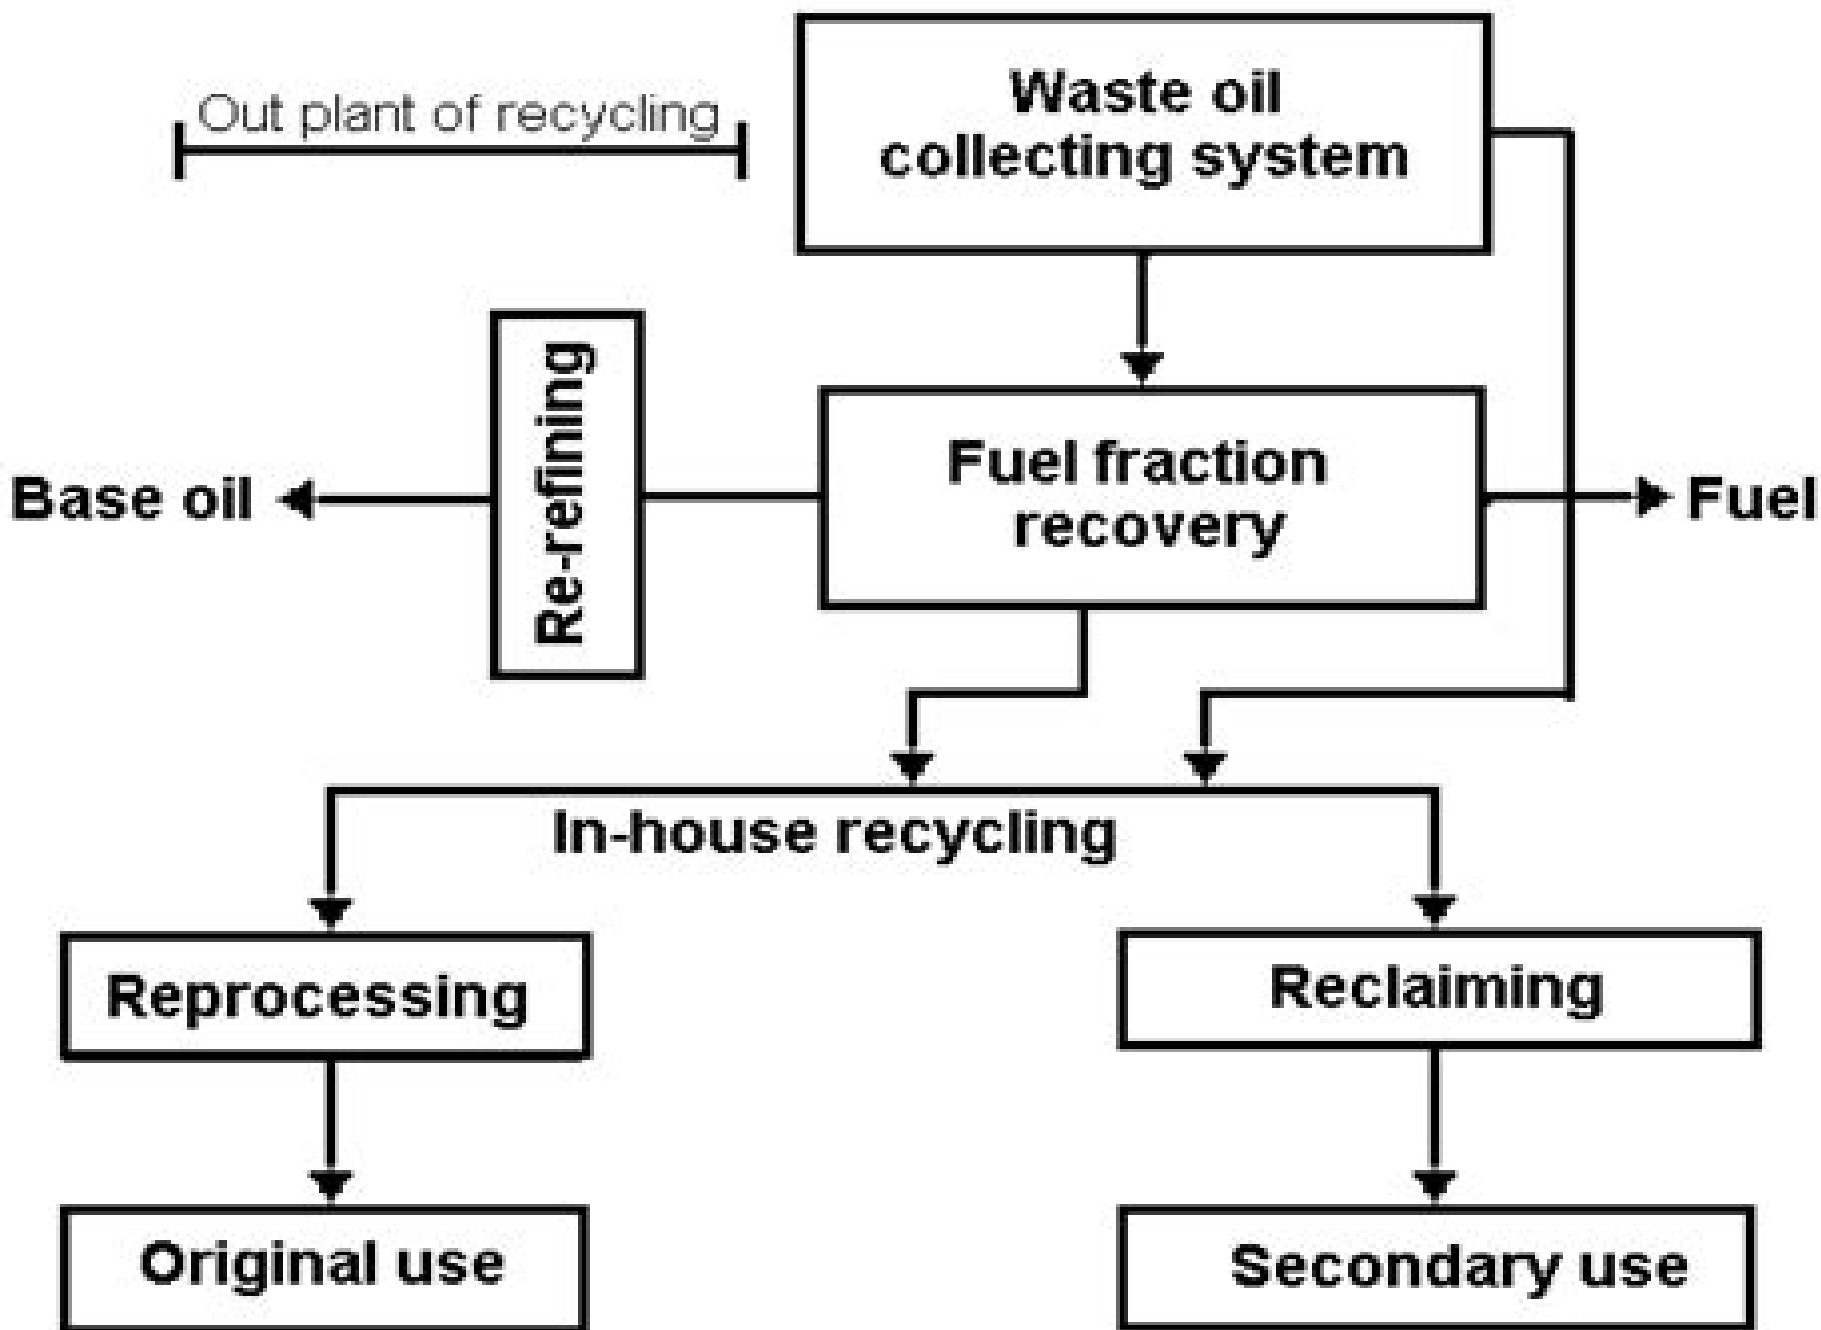 Out plant of recycling
Waste oil
collecting system
Re-refining
Base oil
Fuel fraction
recovery
Fuel
In-house recycling
Reprocessing
Reclaiming
Original use
Secondary use